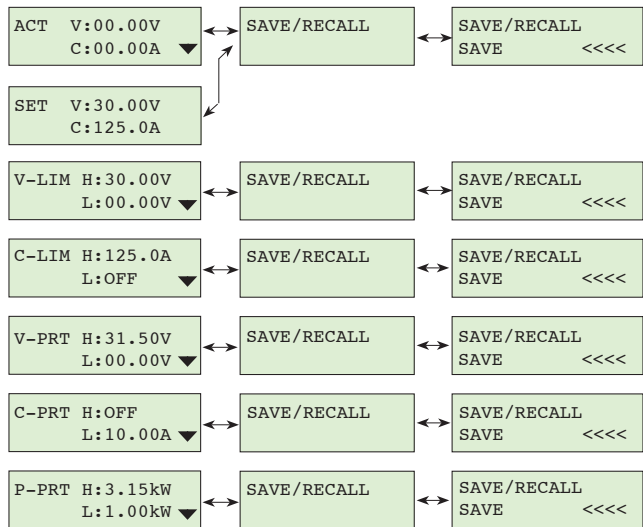 ACT V:00.00V
C:00.00A
SAVE/RECALL
SAVE/RECALL
SAVE <<<<
SET V:30.00V
C:125.0A
V-LIM H:30.00V
L:00.00V
SAVE/RECALL
SAVE/RECALL
SAVE <<<<
C-LIM H:125.0A
L:OFF
SAVE/RECALL
SAVE/RECALL
SAVE <<<<
V-PRT H:31.50V
L:00.00V
SAVE/RECALL
SAVE/RECALL
SAVE <<<<
C-PRT H:OFF
L:10.00A
SAVE/RECALL
SAVE/RECALL
SAVE <<<<
P-PRT H:3.15kW
L:1.00kW
SAVE/RECALL
SAVE/RECALL
SAVE <<<<